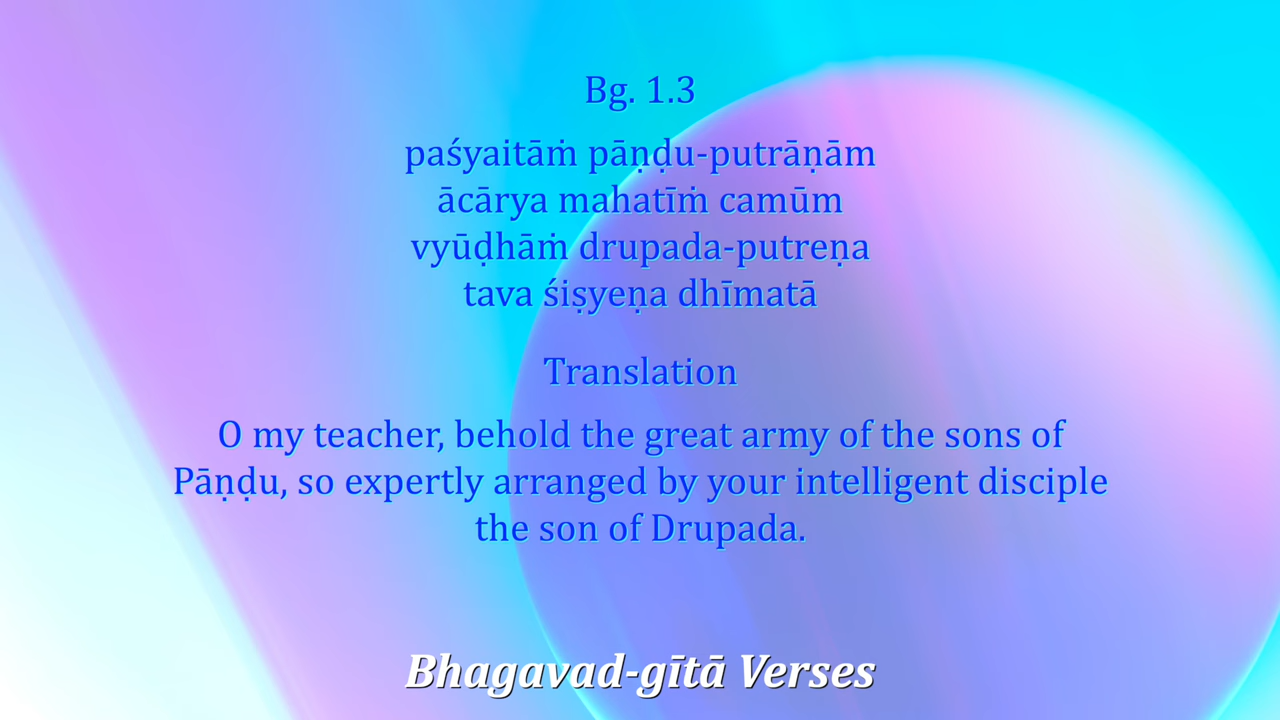 Bg. 1.3
paśyaitāṁ pāṇḍu-putrāṇām
ācārya mahatīṁ camūm
vyūḍhāṁ drupada-putreṇa
tava śiṣyeṇa dhīmatā
Translation
O my teacher, behold the great army of the sons of
Pāṇḍu, so expertly arranged by your intelligent disciple
the son of Drupada.
Bhagavad-gītā Verses